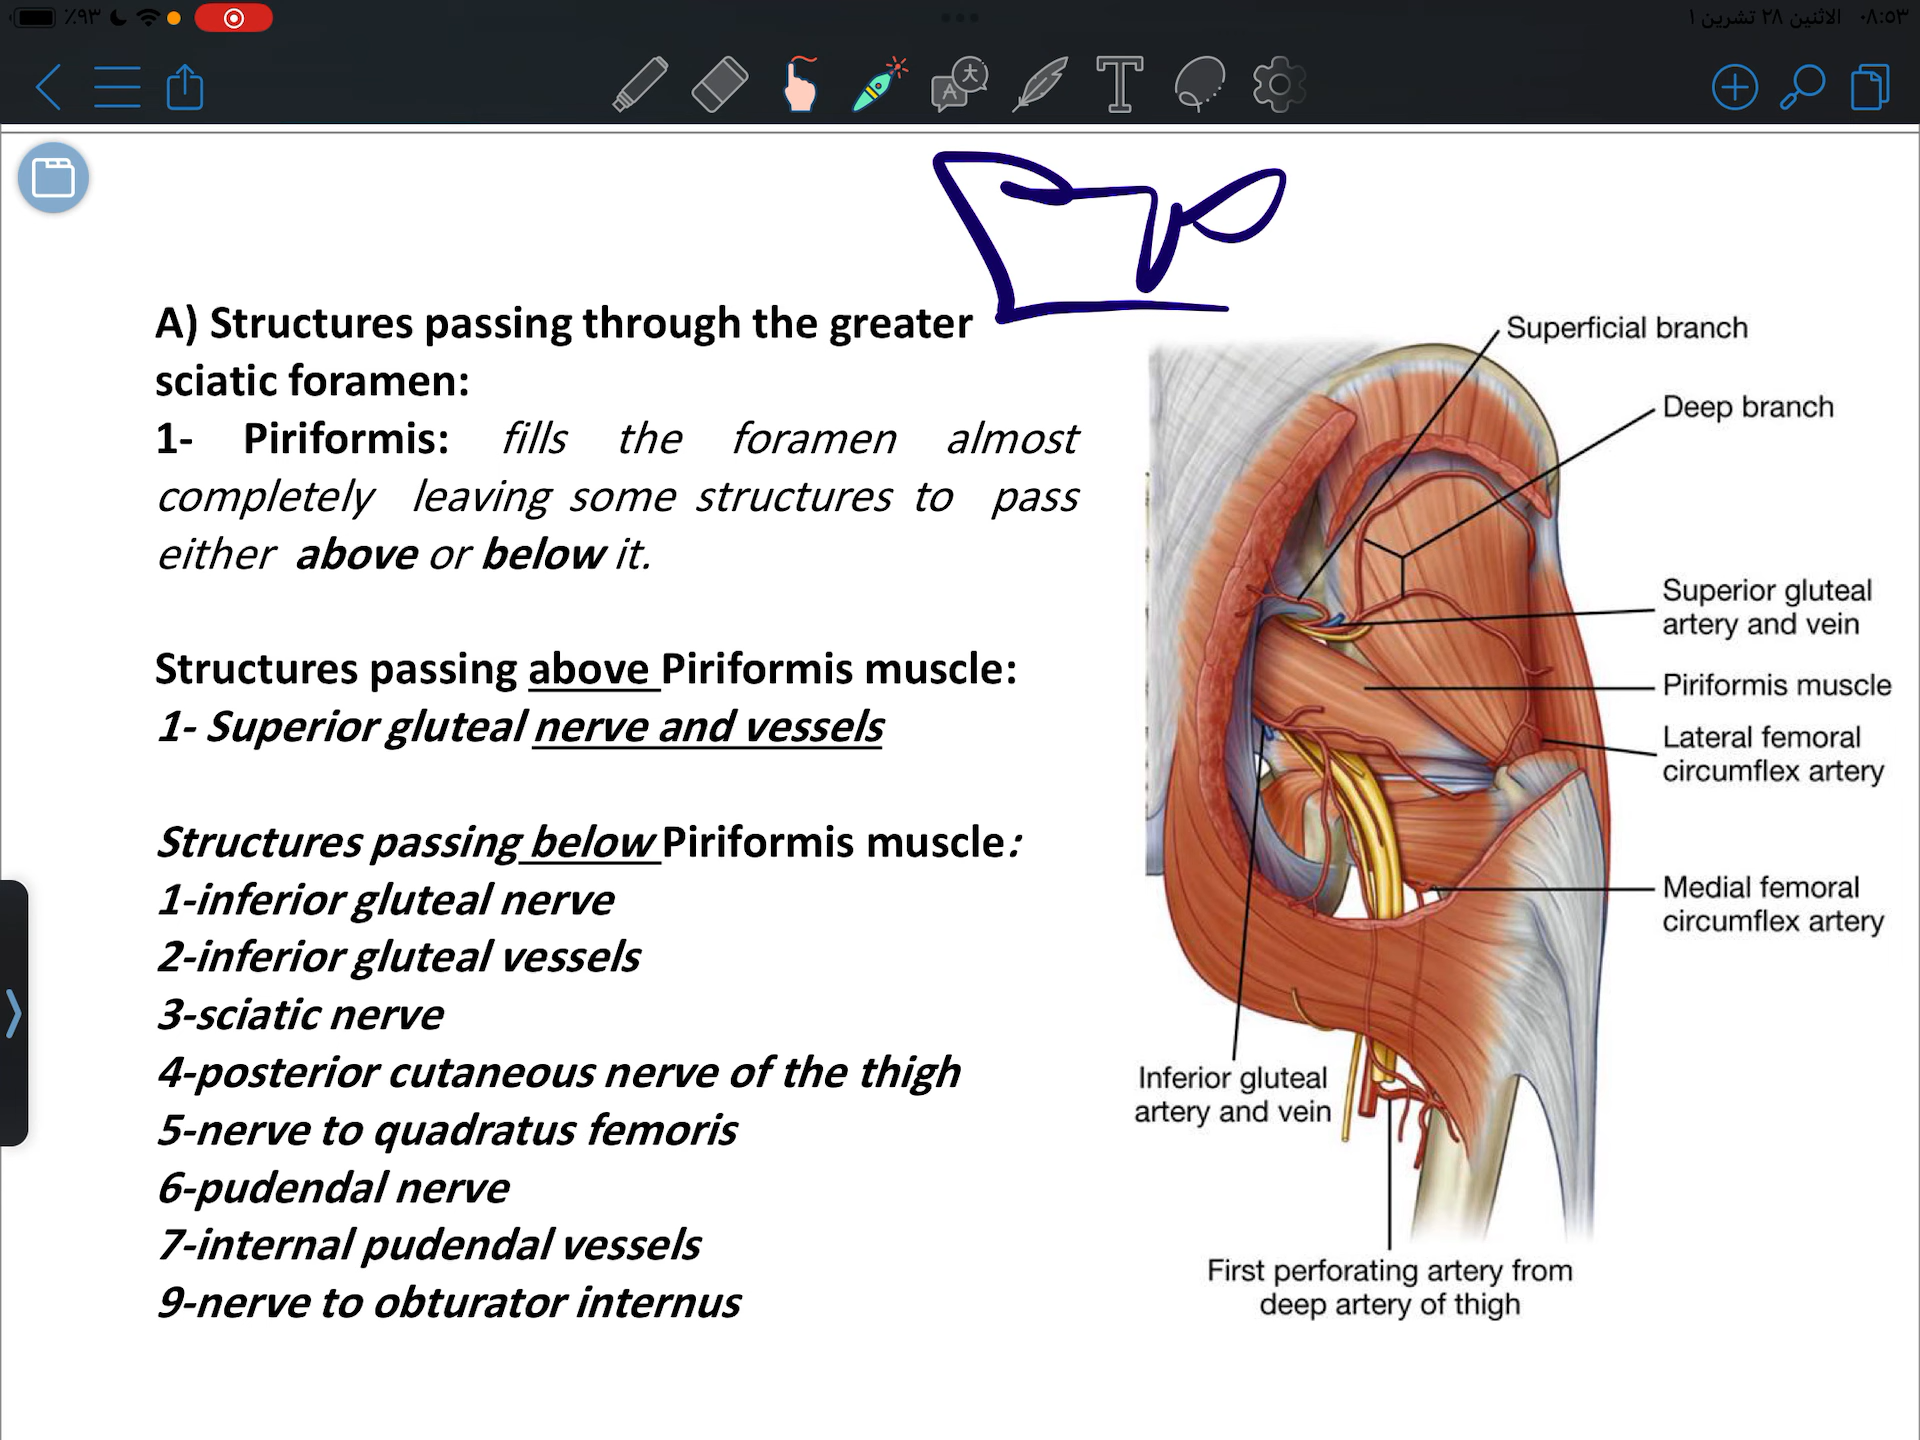 ٪٩٣
٠٨:٥٣ الاثنين ٢٨ تشرين ١
A) Structures passing through the greater
sciatic foramen:
1- Piriformis: fills the foramen almost
completely leaving some structures to pass
either above or below it.
Structures passing above Piriformis muscle:
1- Superior gluteal nerve and vessels
Structures passing below Piriformis muscle:
1-inferior gluteal nerve
2-inferior gluteal vessels
3-sciatic nerve
4-posterior cutaneous nerve of the thigh
5-nerve to quadratus femoris
6-pudendal nerve
7-internal pudendal vessels
9-nerve to obturator internus
Superficial branch
Deep branch
Superior gluteal
artery and vein
Piriformis muscle
Lateral femoral
circumflex artery
Medial femoral
circumflex artery
Inferior gluteal
artery and vein
First perforating artery from
deep artery of thigh